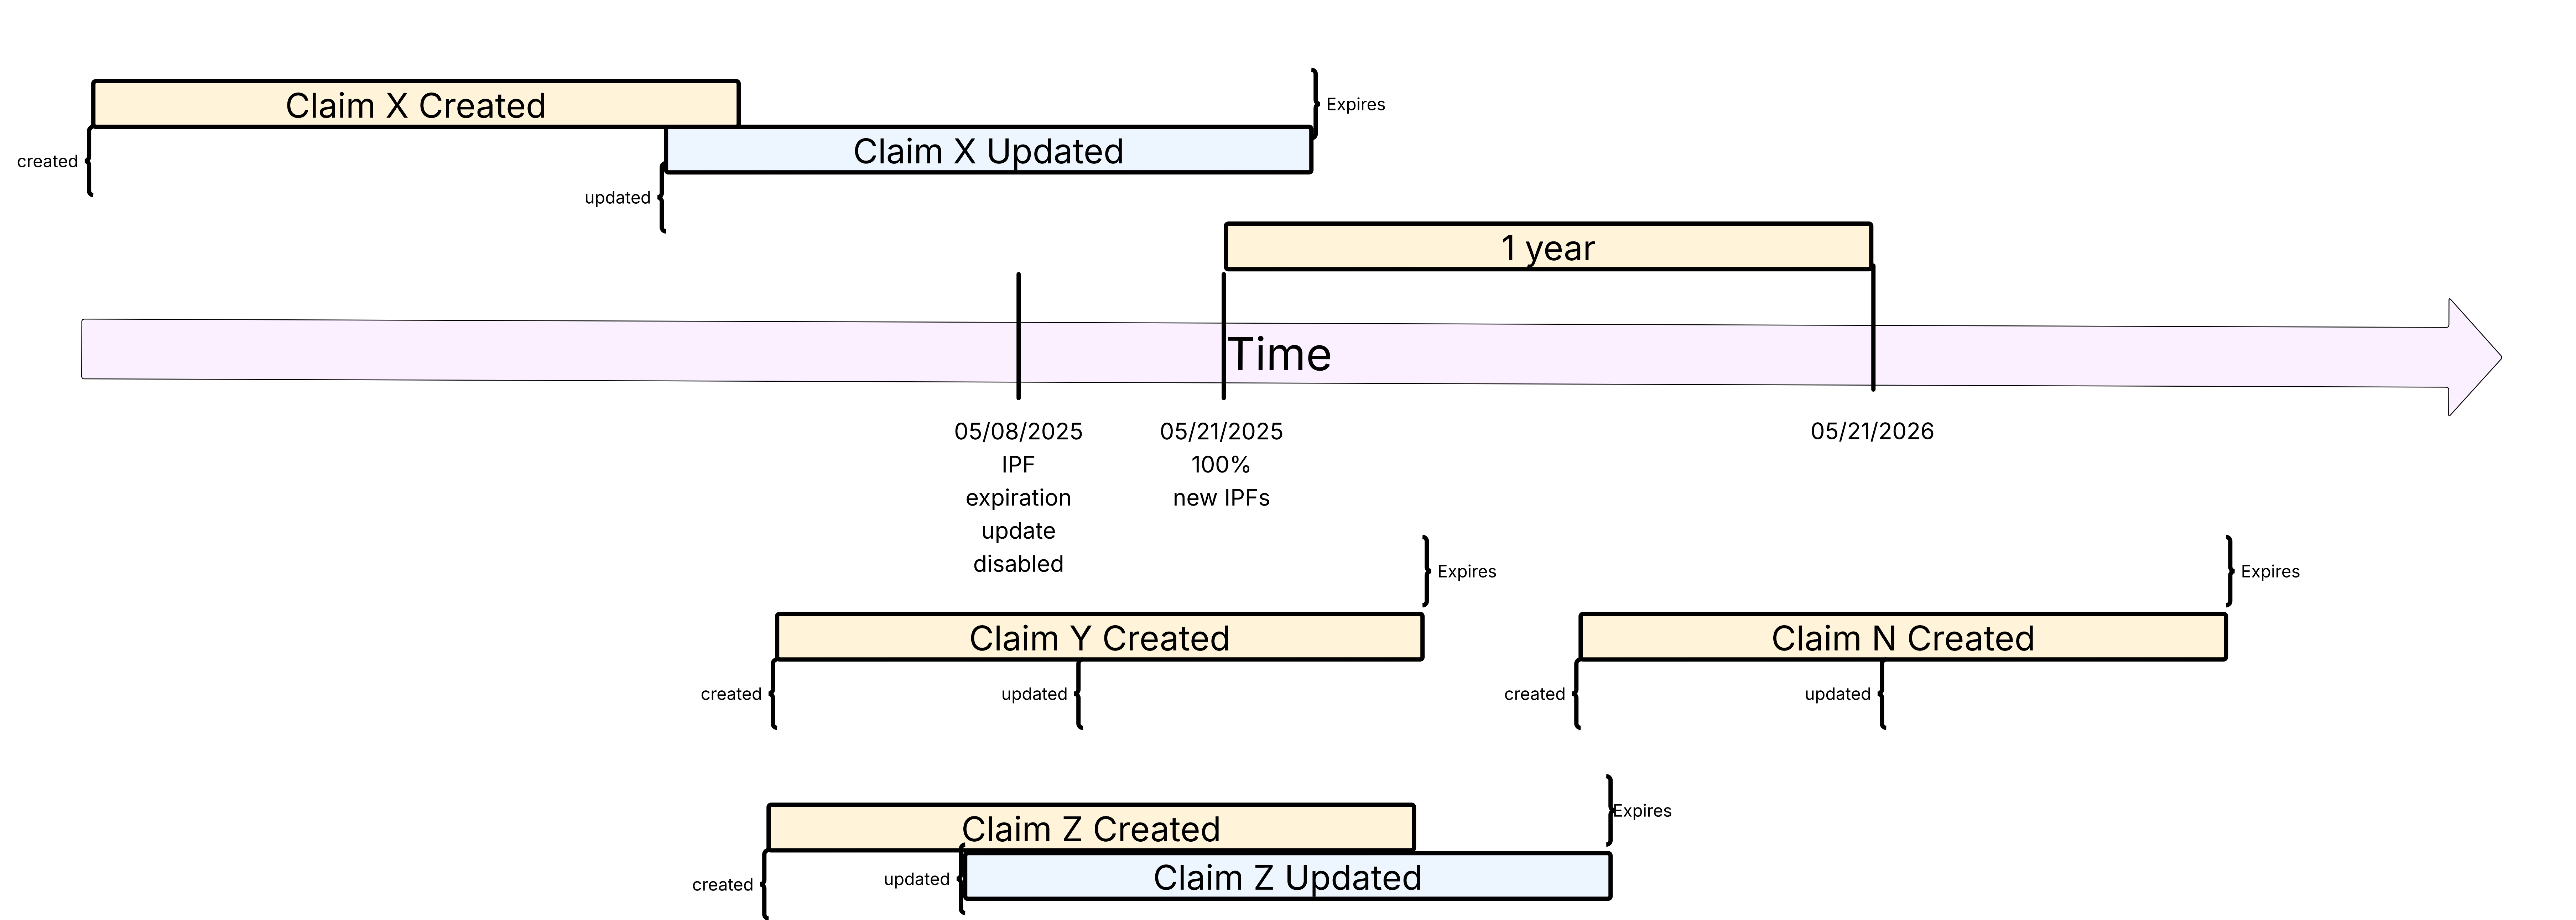 Claim X Created
Expires
created
Claim X Updated
updated
1 year
Time
05/08/2025
IPF
expiration
update
disabled
05/21/2025
100%
new IPFs
05/21/2026
Expires
Expires
Claim Y Created
Claim N Created
created
updated
created
updated
Expires
Claim Z Created
created
updated
Claim Z Updated